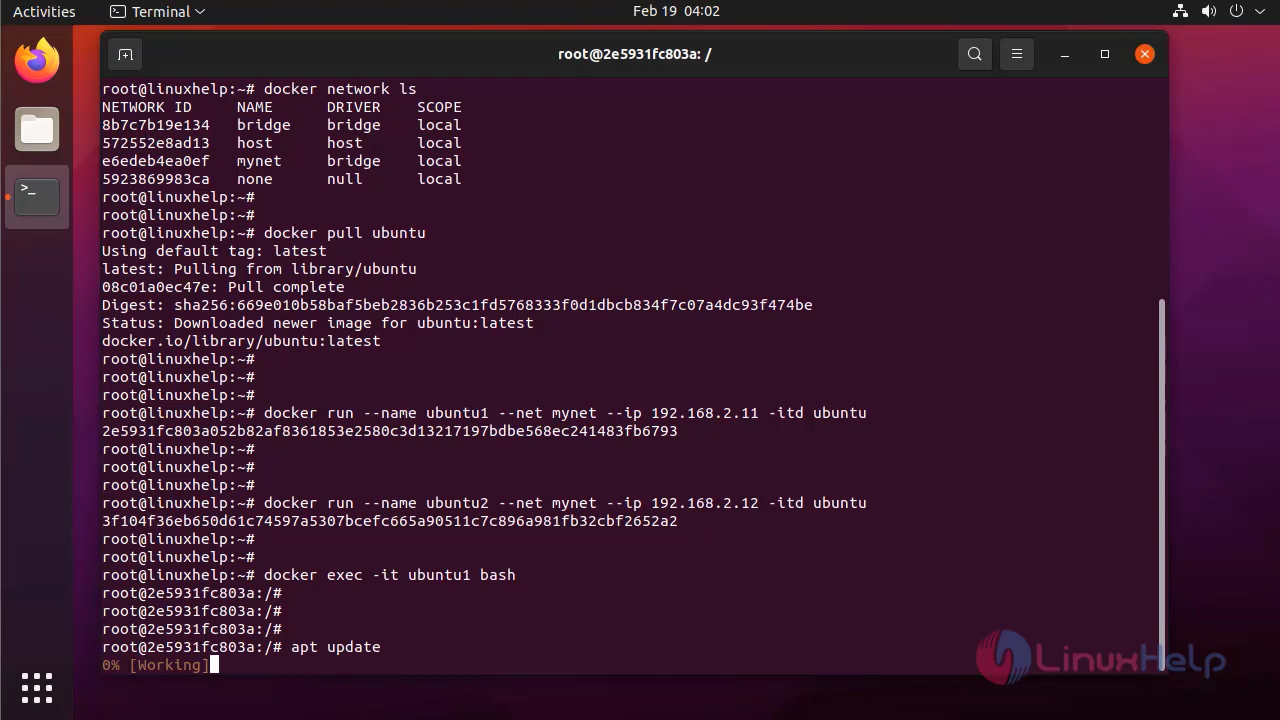 Activities Terminal Feb 19 04:02
root@2e5931fc803a: /
root@linuxhelp:~# docker network ls
NETWORK ID NAME DRIVER SCOPE
8b7c7b19e134 bridge bridge local
572552e8ad13 host host local
e6edeb4ea0ef mynet bridge local
5923869983ca none null local
root@linuxhelp:~#
root@linuxhelp:~#
root@linuxhelp:~# docker pull ubuntu
Using default tag: latest
latest: Pulling from library/ubuntu
08c01a0ec47e: Pull complete
Digest: sha256:669e010b58baf5beb2836b253c1fd5768333f0d1dbcb834f7c07a4dc93f474be
Status: Downloaded newer image for ubuntu:latest
docker.io/library/ubuntu:latest
root@linuxhelp:~#
root@linuxhelp:~#
root@linuxhelp:~#
root@linuxhelp:~# docker run --name ubuntu1 --net mynet --ip 192.168.2.11 -itd ubuntu
2e5931fc803a052b82af8361853e2580c3d13217197bdbe568ec241483fb6793
root@linuxhelp:~#
root@linuxhelp:~#
root@linuxhelp:~#
root@linuxhelp:~# docker run --name ubuntu2 --net mynet --ip 192.168.2.12 -itd ubuntu
3f104f36eb650d61c74597a5307bcefc665a90511c7c896a981fb32cbf2652a2
root@linuxhelp:~#
root@linuxhelp:~#
root@linuxhelp:~# docker exec -it ubuntu1 bash
root@2e5931fc803a:/#
root@2e5931fc803a:/#
root@2e5931fc803a:/#
root@2e5931fc803a:/# apt update
0% [Working]
LinuxHelp